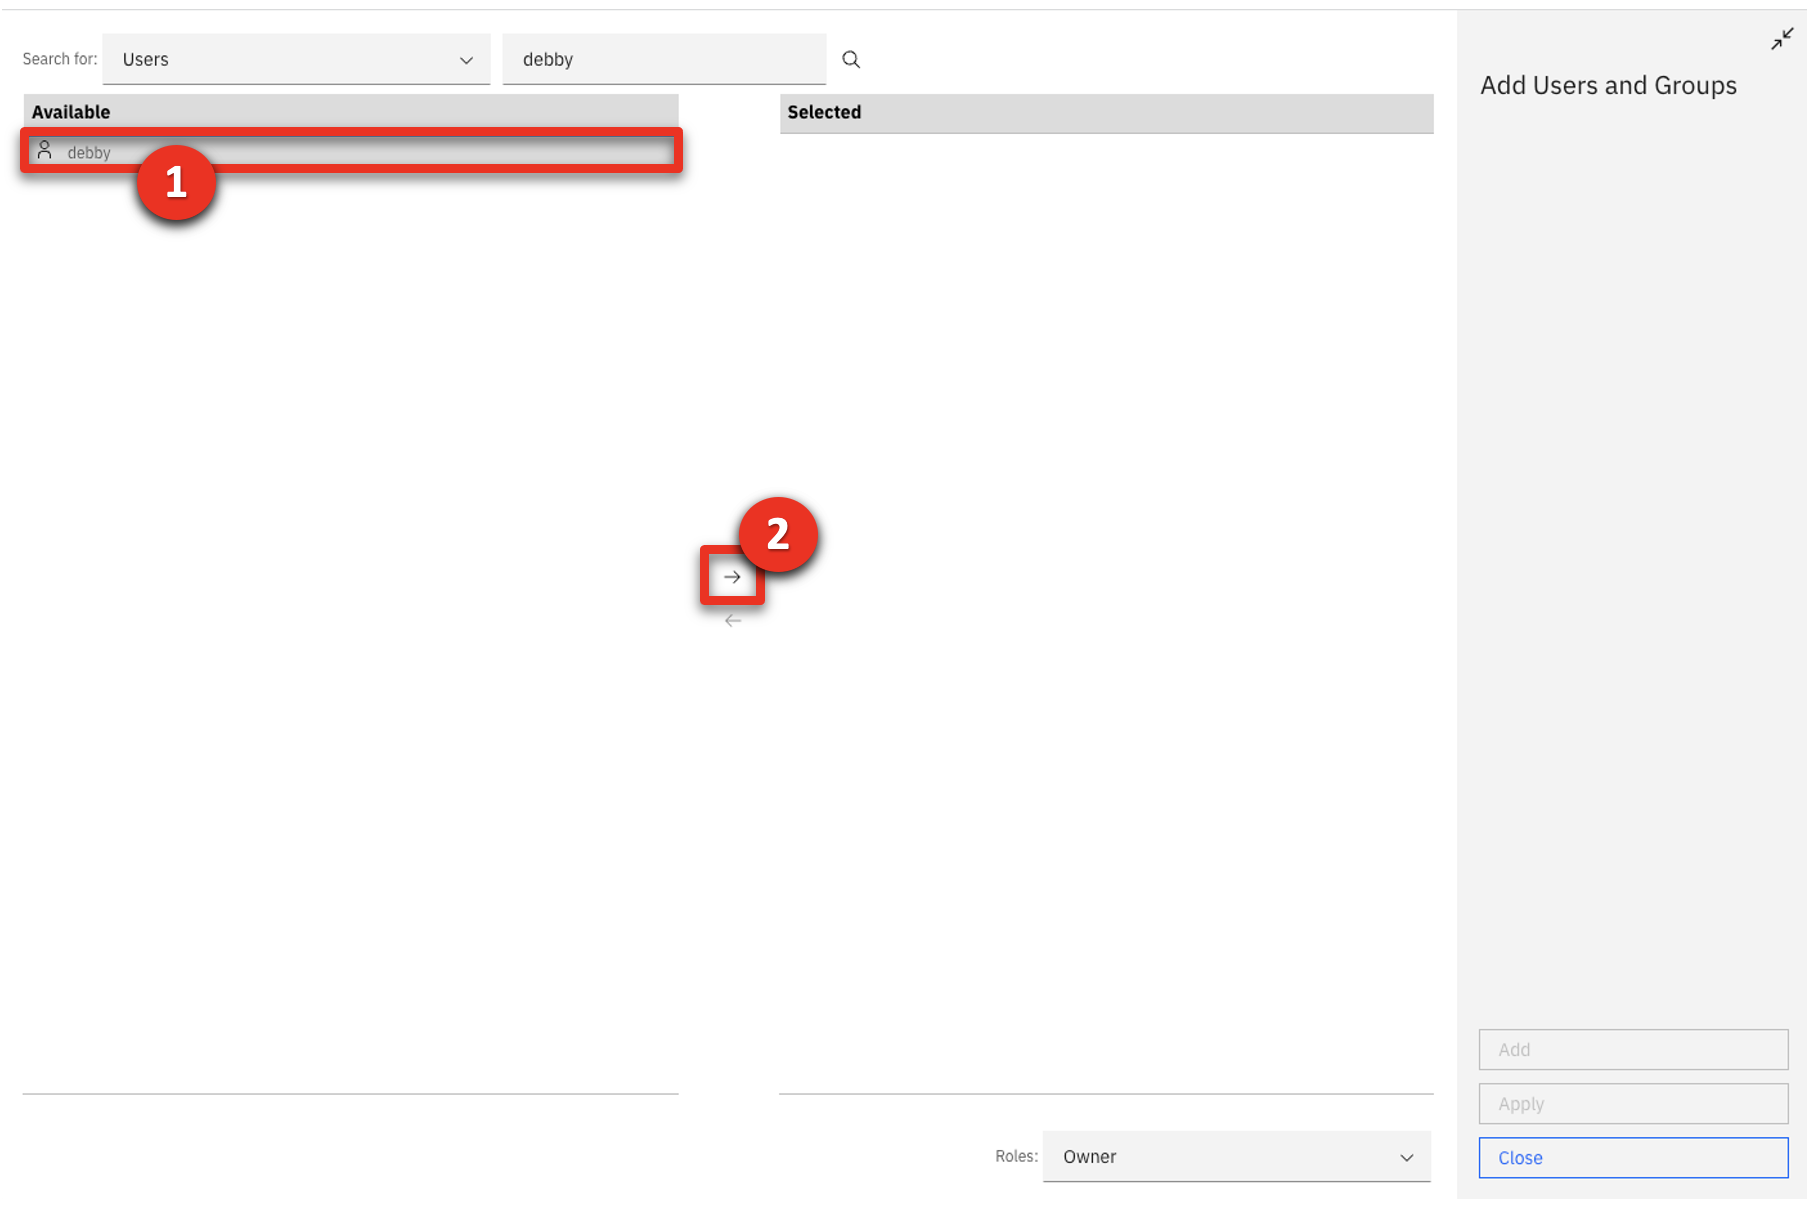 Search for:
Users
debby
Add Users and Groups
Available
Selected
debby
1
2
Add
Apply
Roles:
Owner
Close